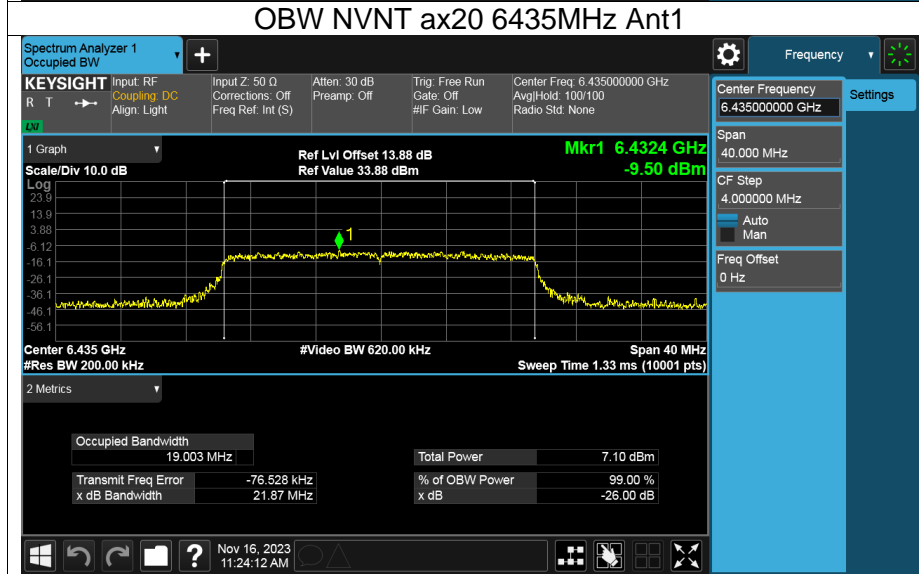 OBW NVNT ax20 6435MHz Ant1
Spectrum Analyzer 1
Occupied BW
+
Frequency
KEYSIGHT
R T
LXI
Input: RF
Coupling: DC
Align: Light
Input Z: 50 Ω
Corrections: Off
Freq Ref: Int (S)
Atten: 30 dB
Preamp: Off
Trig: Free Run
Gate: Off
#IF Gain: Low
Center Freq: 6.435000000 GHz
Avg|Hold: 100/100
Radio Std: None
Center Frequency
6.435000000 GHz
Settings
Span
40.000 MHz
CF Step
4.000000 MHz
Auto
Man
Freq Offset
0 Hz
1 Graph
Scale/Div 10.0 dB
Ref Lvl Offset 13.88 dB
Ref Value 33.88 dBm
Mkr1 6.4324 GHz
-9.50 dBm
Log
23.9
13.9
3.88
-6.12
-16.1
-26.1
-36.1
-46.1
-56.1
1
Center 6.435 GHz
#Res BW 200.00 kHz
#Video BW 620.00 kHz
Span 40 MHz
Sweep Time 1.33 ms (10001 pts)
2 Metrics
Occupied Bandwidth
19.003 MHz
Total Power 7.10 dBm
Transmit Freq Error -76.528 kHz
% of OBW Power 99.00 %
x dB Bandwidth 21.87 MHz
x dB -26.00 dB
?
Nov 16, 2023
11:24:12 AM